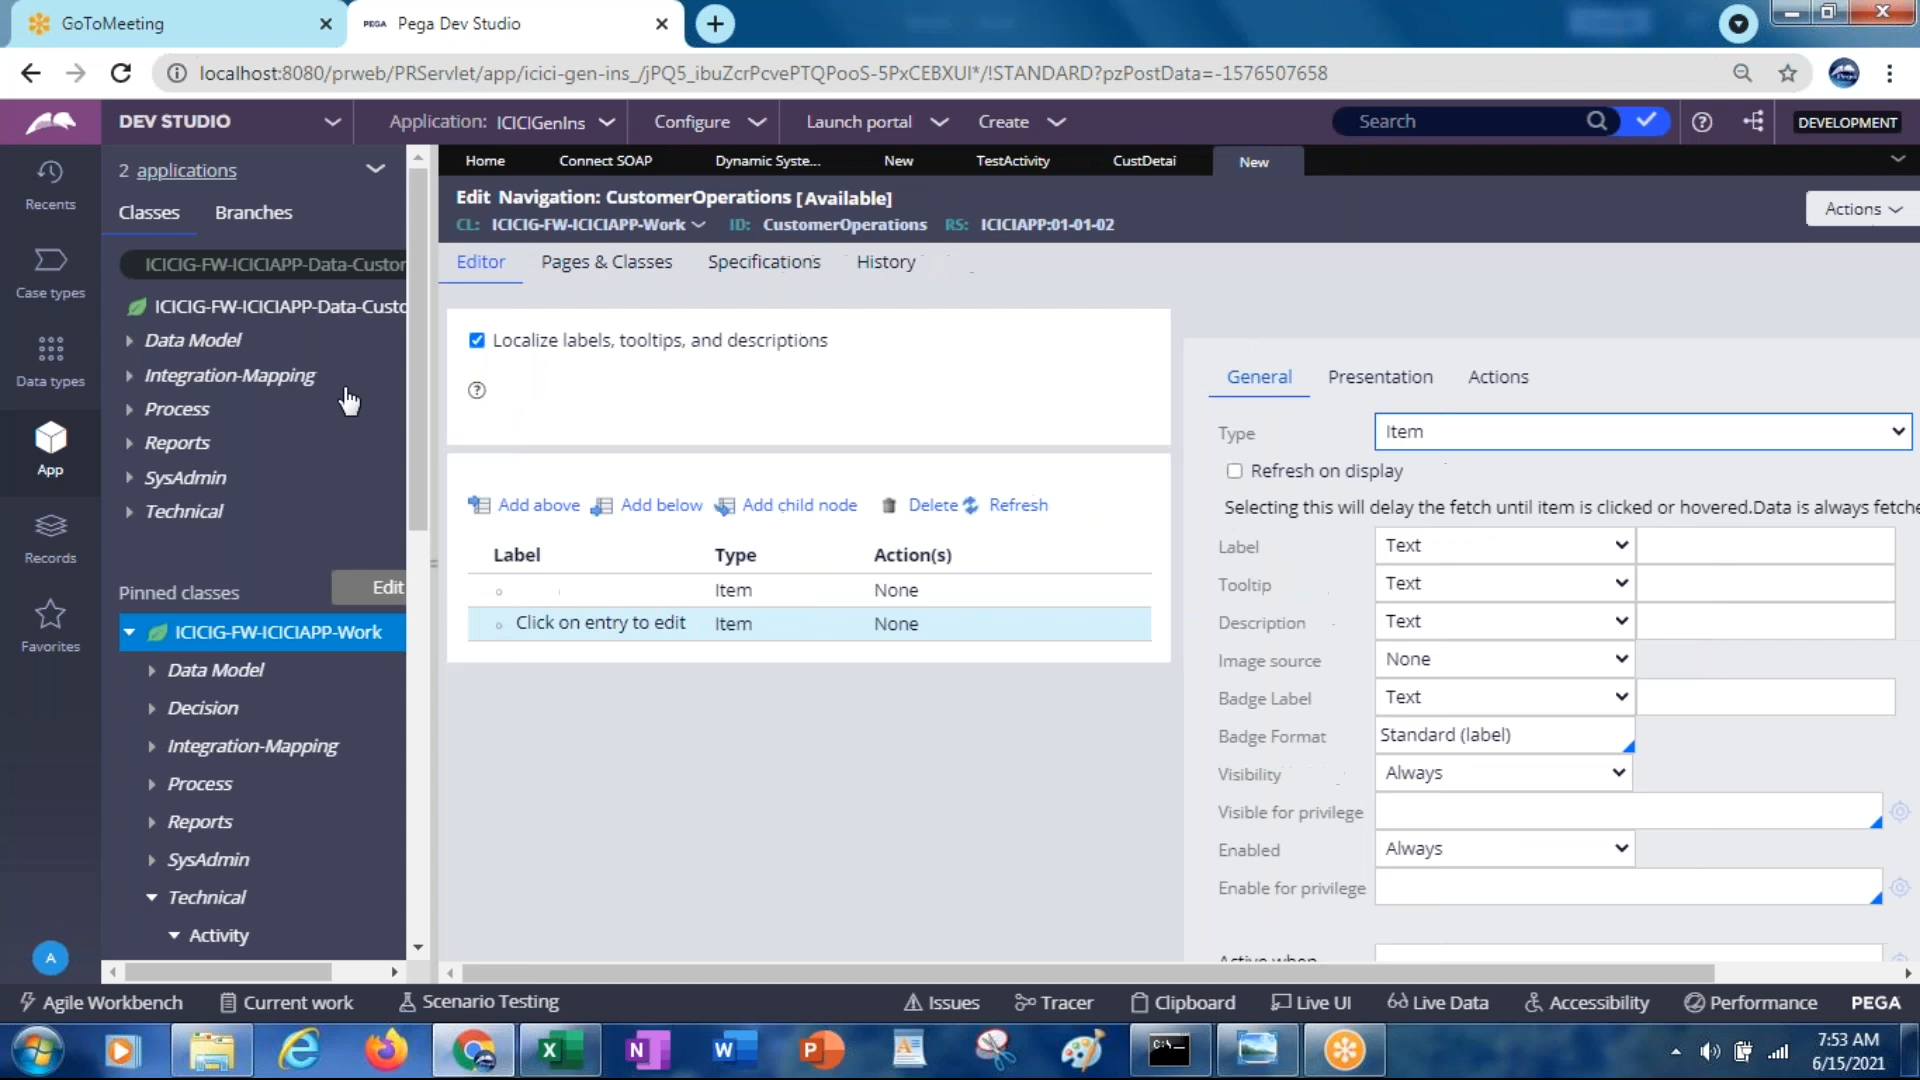 GoToMeeting
PEGA Pega Dev Studio
localhost:8080/prweb/PRServlet/app/icici-gen-ins_/jPQ5_ibuZcrPcvePTQPooS-5PxCEBXUI*/!STANDARD?pzPostData=-1576507658
DEV STUDIO
Application: ICICIGenIns
Configure
Launch portal
Create
Search
DEVELOPMENT
Recents
Case types
Data types
App
Records
Favorites
A
2 applications
Classes Branches
ICICIG-FW-ICICIAPP-Data-Custor
ICICIG-FW-ICICIAPP-Data-Custo
Data Model
Integration-Mapping
Process
Reports
SysAdmin
Technical
Pinned classes Edit
ICICIG-FW-ICICIAPP-Work
Data Model
Decision
Integration-Mapping
Process
Reports
SysAdmin
Technical
Activity
Home Connect SOAP Dynamic Syste... New TestActivity CustDetai New
Edit Navigation: CustomerOperations [Available]
CL: ICICIG-FW-ICICIAPP-Work ID: CustomerOperations RS: ICICIAPP:01-01-02
Actions
Editor Pages & Classes Specifications History
Localize labels, tooltips, and descriptions
Add above Add below Add child node Delete Refresh
Label Type Action(s)
Item None
Click on entry to edit Item None
General Presentation Actions
Type Item
Refresh on display
Selecting this will delay the fetch until item is clicked or hovered.Data is always fetche
Label Text
Tooltip Text
Description Text
Image source None
Badge Label Text
Badge Format Standard (label)
Visibility Always
Visible for privilege
Enabled Always
Enable for privilege
Active when
Agile Workbench Current work Scenario Testing Issues Tracer Clipboard Live UI Live Data Accessibility Performance PEGA
7:53 AM
6/15/2021